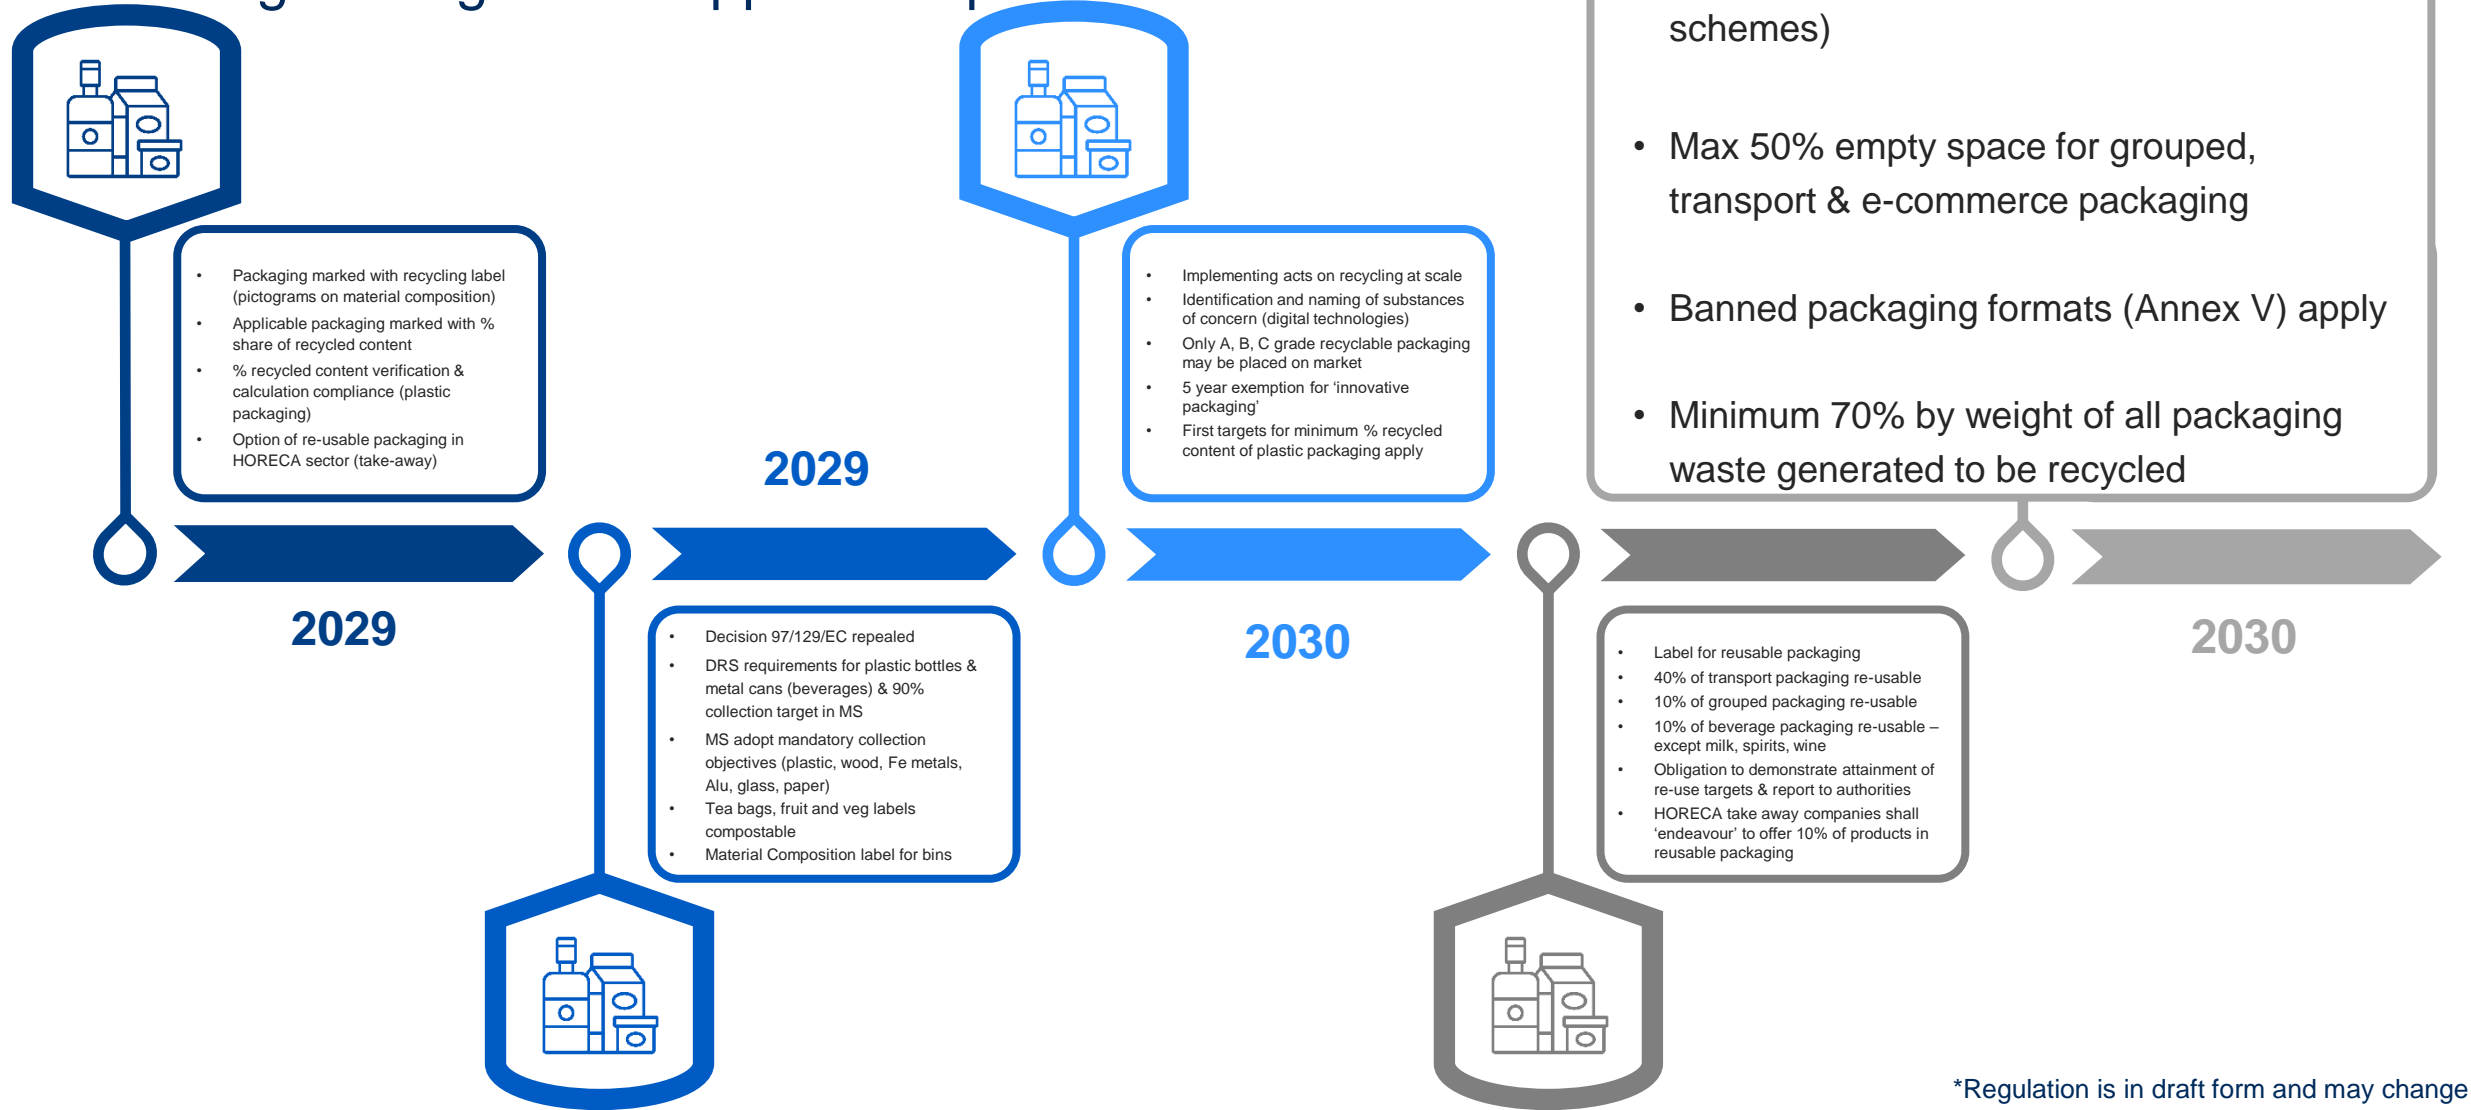 • Packaging marked with recycling label
(pictograms on material composition)
• Applicable packaging marked with %
share of recycled content
• % recycled content verification &
calculation compliance (plastic
packaging)
• Option of re-usable packaging in
HORECA sector (take-away)
2029
2029
• Decision 97/129/EC repealed
• DRS requirements for plastic bottles &
metal cans (beverages) & 90%
collection target in MS
• MS adopt mandatory collection
objectives (plastic, wood, Fe metals,
Alu, glass, paper)
• Tea bags, fruit and veg labels
compostable
• Material Composition label for bins
• Implementing acts on recycling at scale
• Identification and naming of substances
of concern (digital technologies)
• Only A, B, C grade recyclable packaging
may be placed on market
• 5 year exemption for ‘innovative
packaging’
• First targets for minimum % recycled
content of plastic packaging apply
2030
• Label for reusable packaging
• 40% of transport packaging re-usable
• 10% of grouped packaging re-usable
• 10% of beverage packaging re-usable –
except milk, spirits, wine
• Obligation to demonstrate attainment of
re-use targets & report to authorities
• HORECA take away companies shall
‘endeavour’ to offer 10% of products in
reusable packaging
schemes)
• Max 50% empty space for grouped,
transport & e-commerce packaging
• Banned packaging formats (Annex V) apply
• Minimum 70% by weight of all packaging
waste generated to be recycled
2030
*Regulation is in draft form and may change